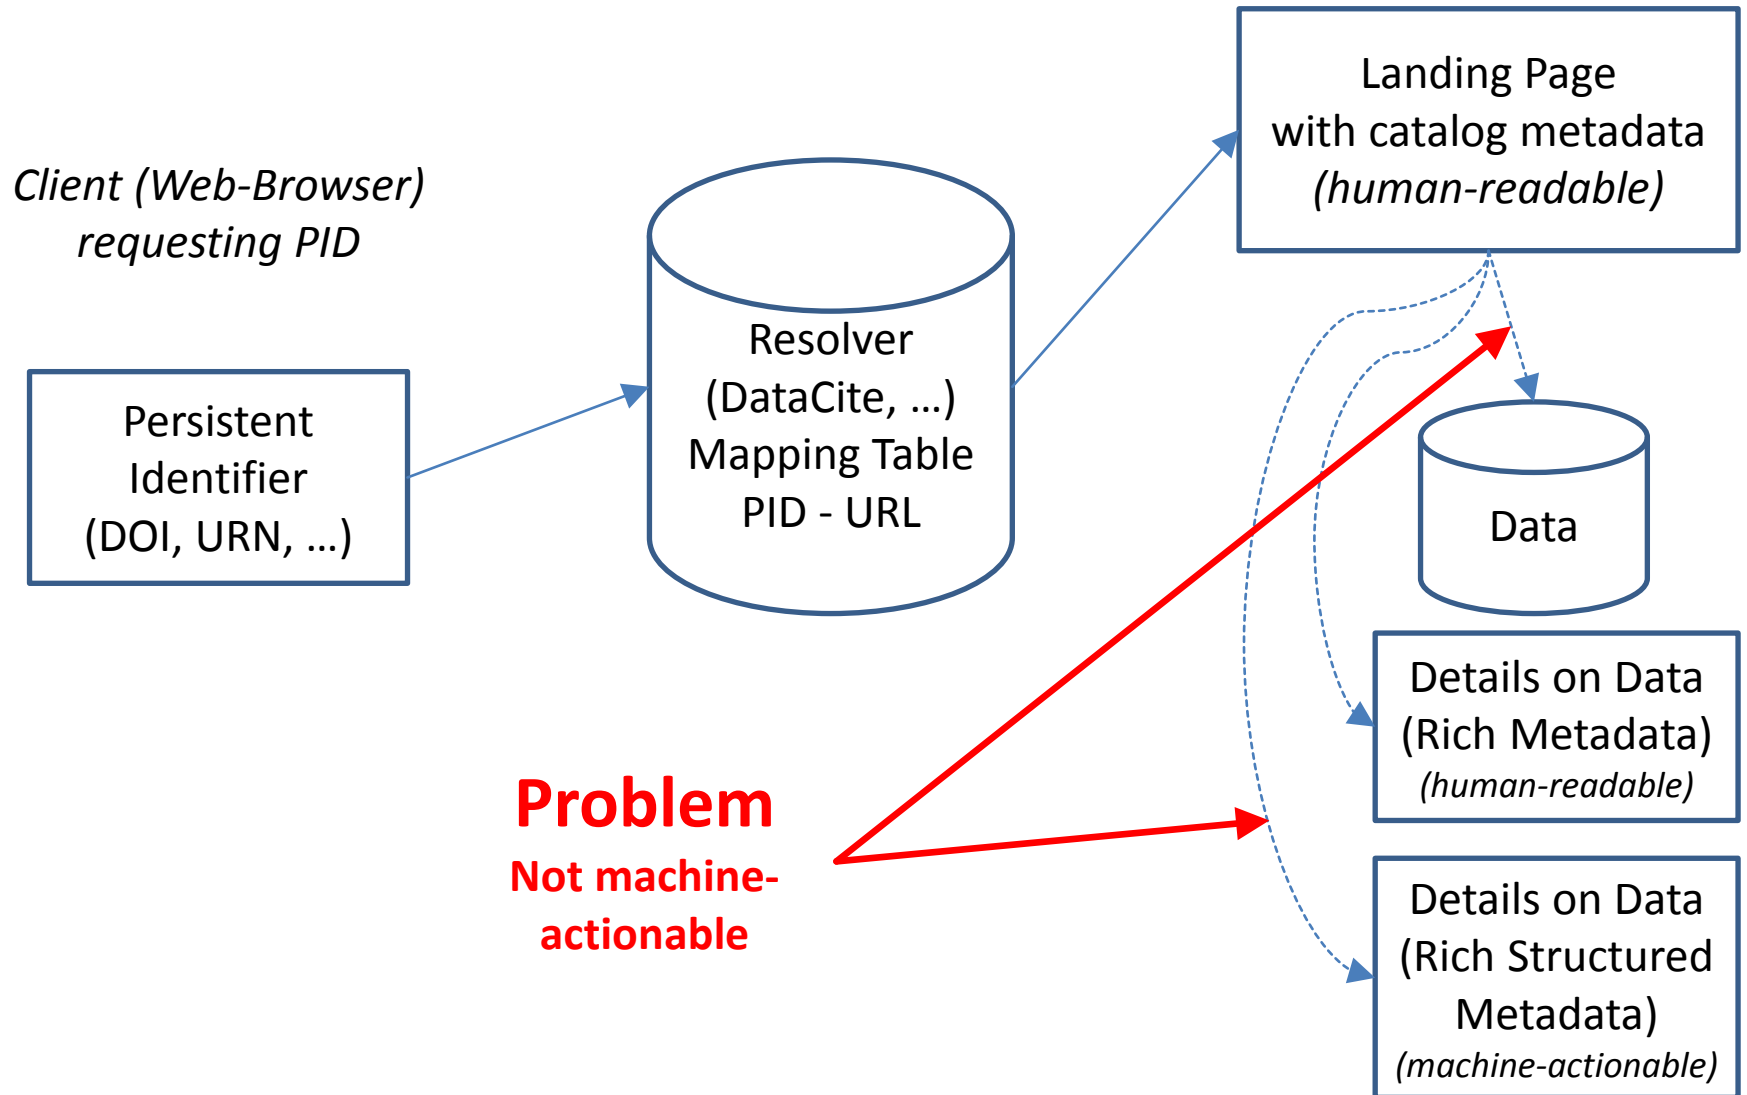 Client (Web-Browser)
requesting PID
Persistent
Identifier
(DOI, URN, …)
Resolver
(DataCite, …)
Mapping Table
PID - URL
Landing Page
with catalog metadata
(human-readable)
Data
Details on Data
(Rich Metadata)
(human-readable)
Details on Data
(Rich Structured
Metadata)
(machine-actionable)
Problem
Not machine-
actionable